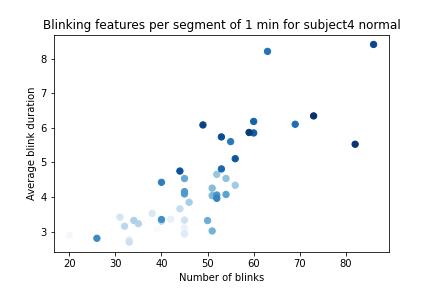 Blinking features per segment of 1 min for subject4 normal
8
7
6
5
4
3
Average blink duration
20 30 40 50 60 70 80
Number of blinks